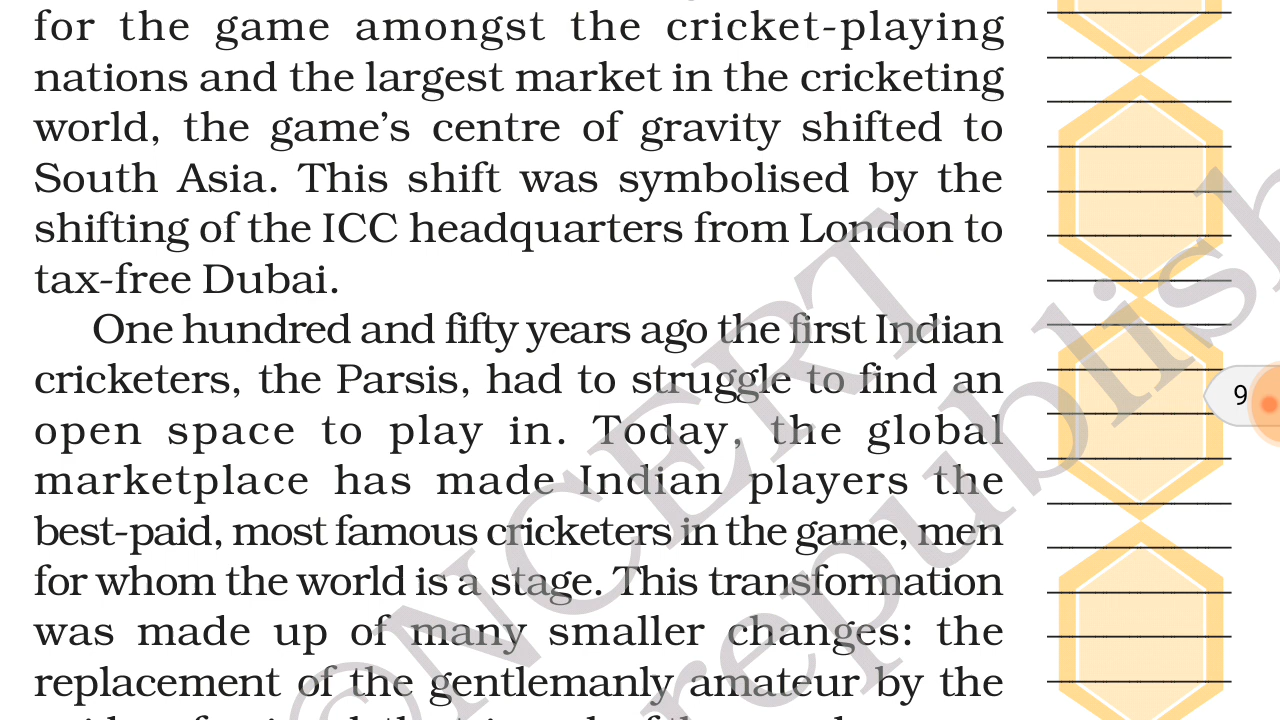 for the game amongst the cricket-playing
nations and the largest market in the cricketing
world, the game's centre of gravity shifted to
South Asia. This shift was symbolised by the
shifting of the ICC headquarters from London to
tax-free Dubai.
One hundred and fifty years ago the first Indian
cricketers, the Parsis, had to struggle to find an
open space to play in. Today, the global
marketplace has made Indian players the
best-paid, most famous cricketers in the game, men
for whom the world is a stage. This transformation
was made up of many smaller changes: the
replacement of the gentlemanly amateur by the
9
©NCERT